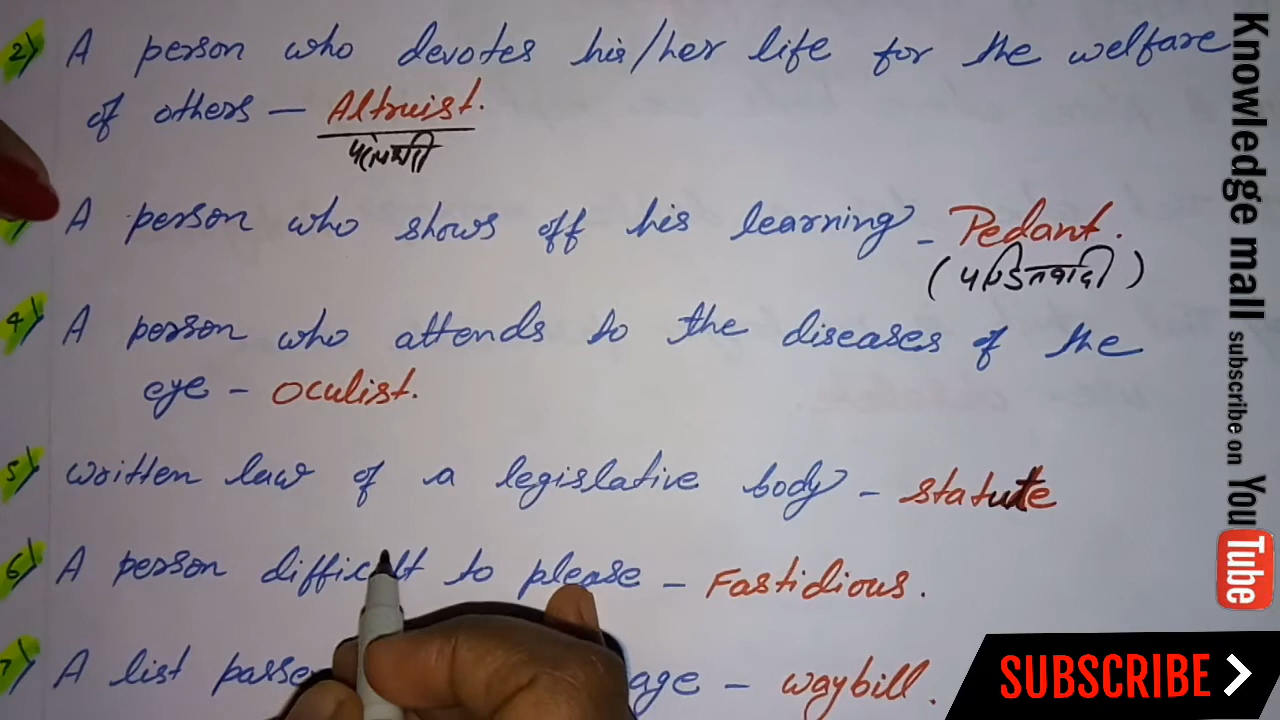 2) A person who devotes his/her life for the welfare
of others — Altruist.
A person who shows off his learning - Pedant.
(पण्डितवादी)
4) A person who attends to the diseases of the
eye - Oculist.
5) written law of a legislative body - statute
6) A person difficult to please - Fastidious.
7) A list age - waybill.
Knowledge mall subscribe on YouTube
SUBSCRIBE